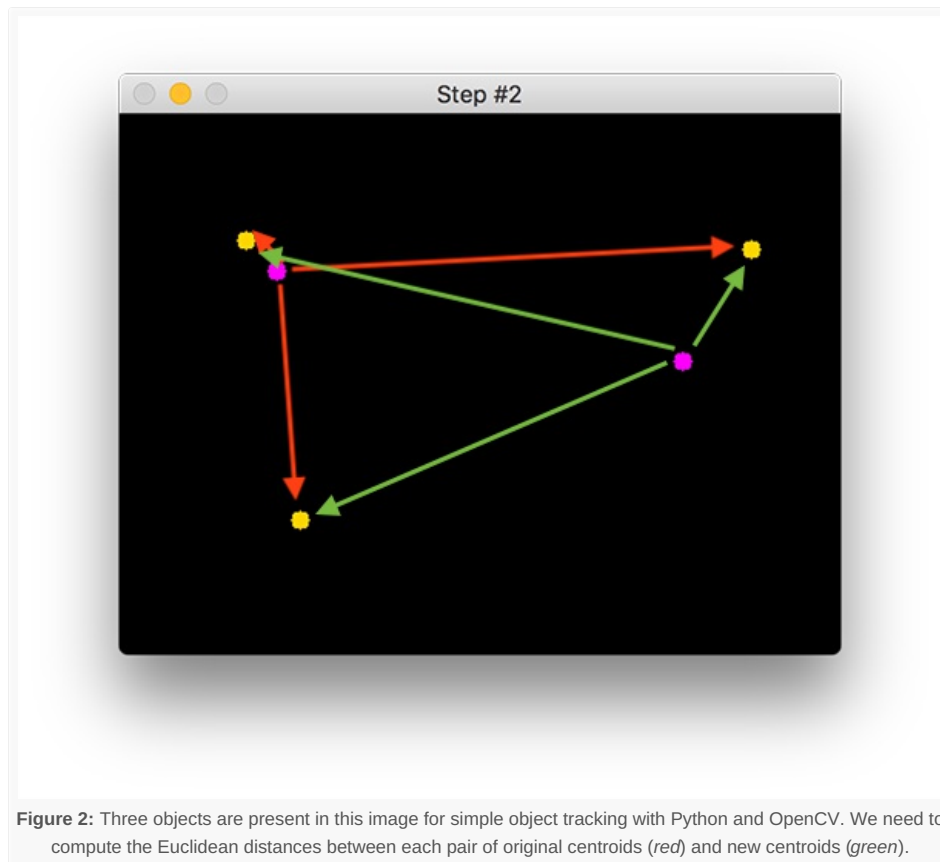 Step #2
Figure 2: Three objects are present in this image for simple object tracking with Python and OpenCV. We need to
compute the Euclidean distances between each pair of original centroids (red) and new centroids (green).